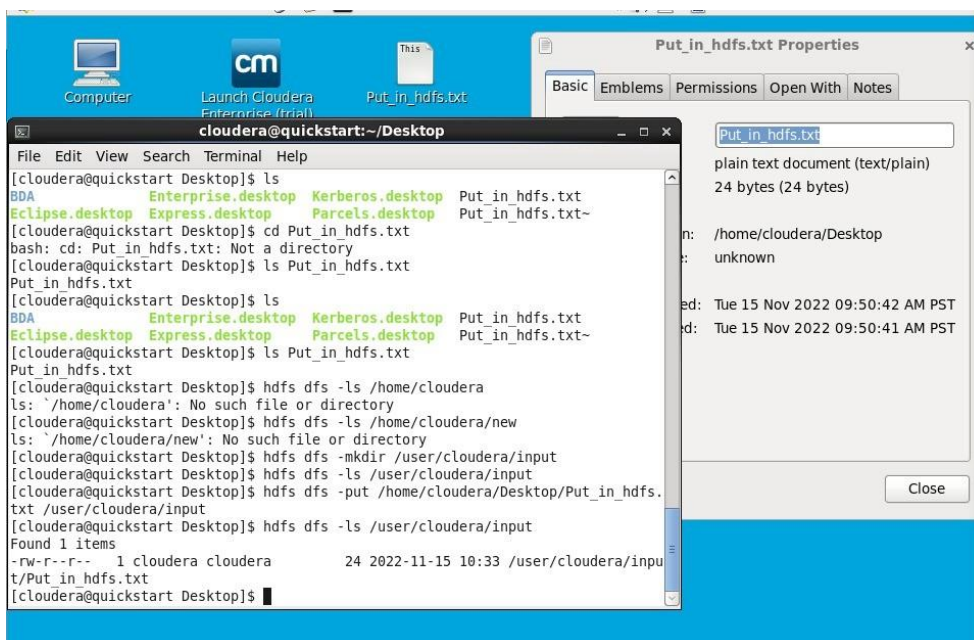 Computer
cm
Launch Cloudera
Enterprise (trial)
This
Put_in_hdfs.txt
Put_in_hdfs.txt Properties
Basic Emblems Permissions Open With Notes
Put_in_hdfs.txt
plain text document (text/plain)
24 bytes (24 bytes)
n: /home/cloudera/Desktop
e: unknown
ed: Tue 15 Nov 2022 09:50:42 AM PST
ed: Tue 15 Nov 2022 09:50:41 AM PST
Close
cloudera@quickstart:~/Desktop
File Edit View Search Terminal Help
[cloudera@quickstart Desktop]$ ls
BDA Enterprise.desktop Kerberos.desktop Put_in_hdfs.txt
Eclipse.desktop Express.desktop Parcels.desktop Put_in_hdfs.txt~
[cloudera@quickstart Desktop]$ cd Put_in_hdfs.txt
bash: cd: Put_in_hdfs.txt: Not a directory
[cloudera@quickstart Desktop]$ ls Put_in_hdfs.txt
Put_in_hdfs.txt
[cloudera@quickstart Desktop]$ ls
BDA Enterprise.desktop Kerberos.desktop Put_in_hdfs.txt
Eclipse.desktop Express.desktop Parcels.desktop Put_in_hdfs.txt~
[cloudera@quickstart Desktop]$ ls Put_in_hdfs.txt
Put_in_hdfs.txt
[cloudera@quickstart Desktop]$ hdfs dfs -ls /home/cloudera
ls: `/home/cloudera': No such file or directory
[cloudera@quickstart Desktop]$ hdfs dfs -ls /home/cloudera/new
ls: `/home/cloudera/new': No such file or directory
[cloudera@quickstart Desktop]$ hdfs dfs -mkdir /user/cloudera/input
[cloudera@quickstart Desktop]$ hdfs dfs -ls /user/cloudera/input
[cloudera@quickstart Desktop]$ hdfs dfs -put /home/cloudera/Desktop/Put_in_hdfs.
txt /user/cloudera/input
[cloudera@quickstart Desktop]$ hdfs dfs -ls /user/cloudera/input
Found 1 items
-rw-r--r-- 1 cloudera cloudera 24 2022-11-15 10:33 /user/cloudera/inpu
t/Put_in_hdfs.txt
[cloudera@quickstart Desktop]$